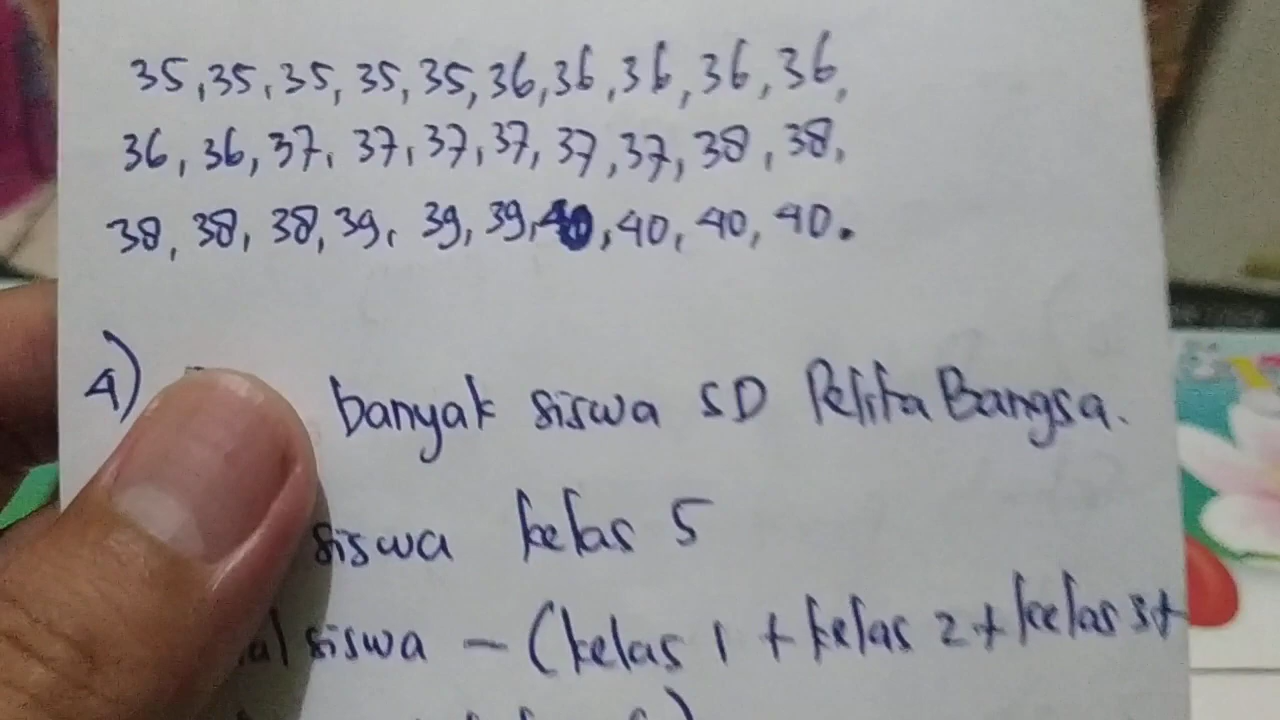 35, 35, 35, 35, 35, 36, 36, 36, 36, 36,
36, 36, 37, 37, 37, 37, 37, 37, 38, 38,
38, 38, 38, 39, 39, 39, 40, 40, 40, 40.
4) banyak siswa SD Pelita Bangsa.
siswa kelas 5
siswa - (kelas 1 + kelas 2 + kelas 3+